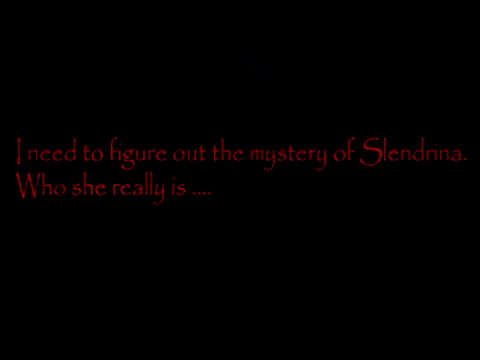 I need to figure out the mystery of Slendrina.
Who she really is ....